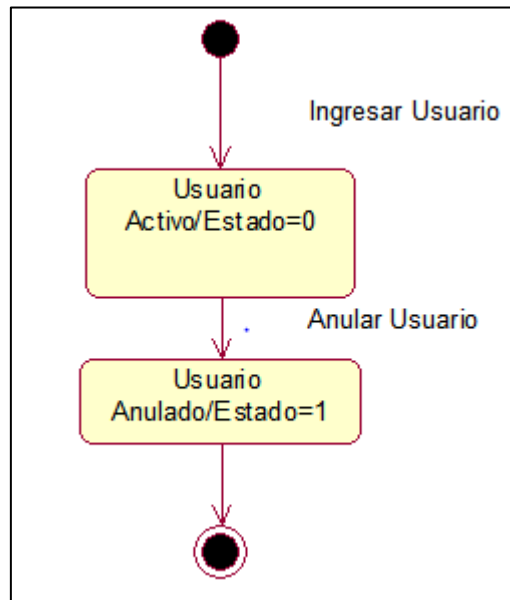 Ingresar Usuario
Usuario
Activo/Estado=0
Anular Usuario
Usuario
Anulado/Estado=1